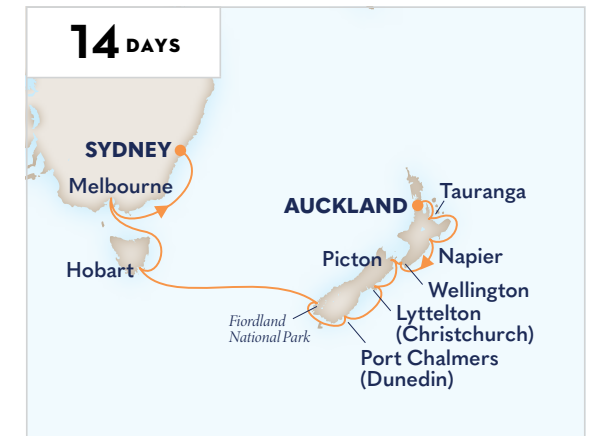 14 DAYS
SYDNEY
Melbourne
Hobart
AUCKLAND
Tauranga
Picton
Napier
Wellington
Lyttelton
(Christchurch)
Fiordland
National Park
Port Chalmers
(Dunedin)